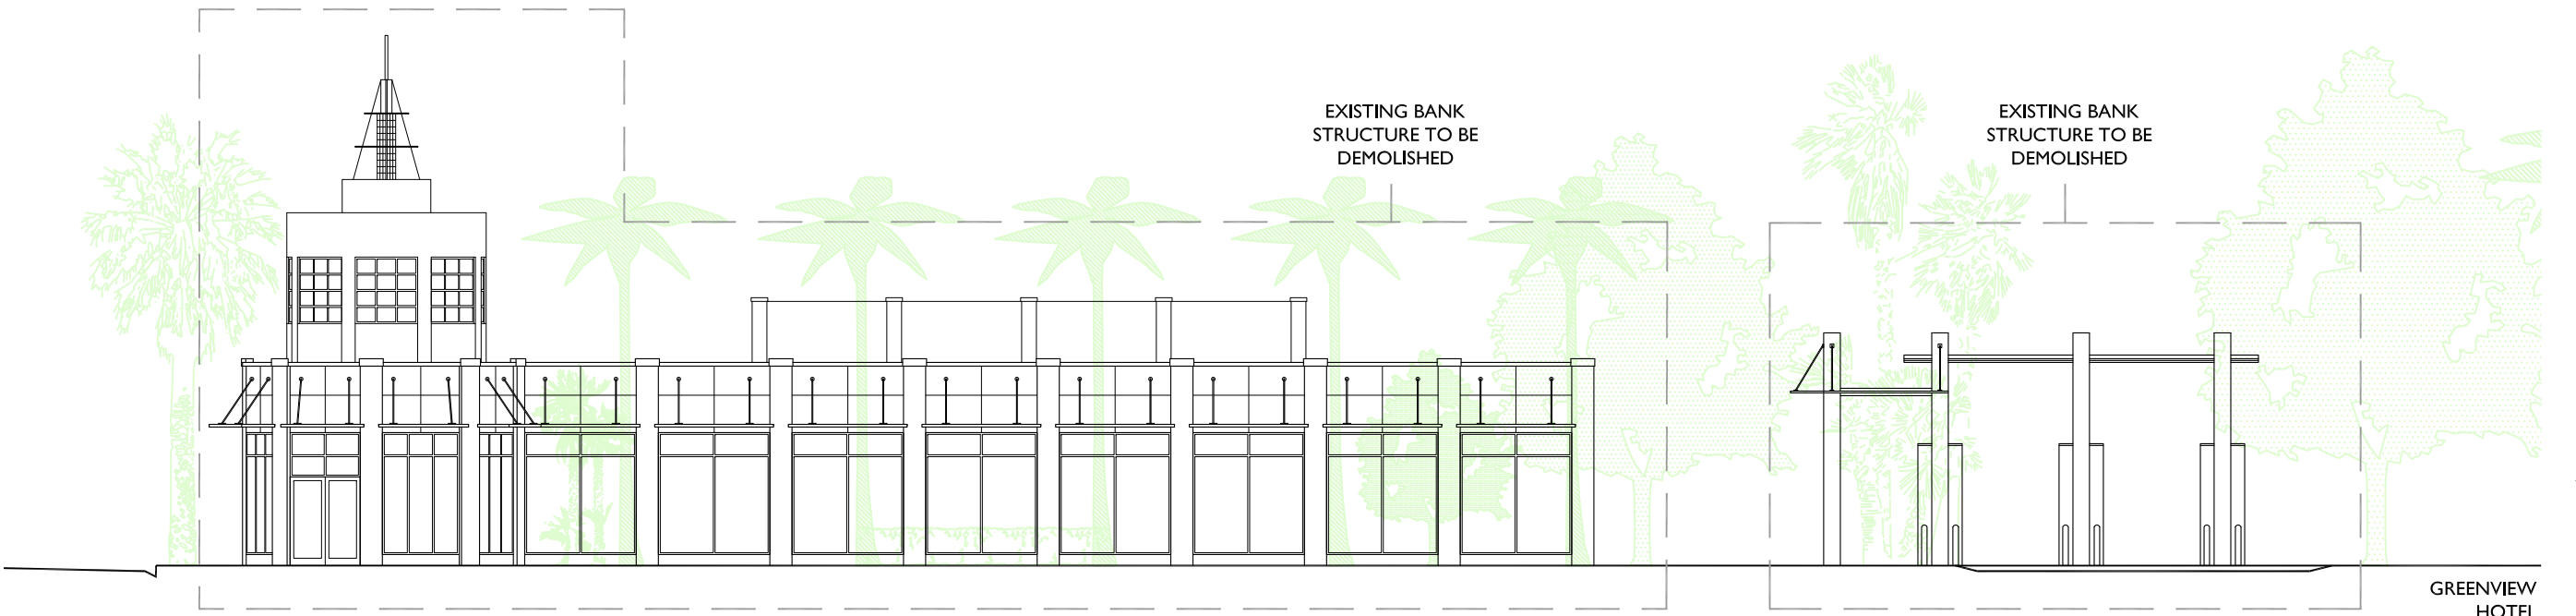 EXISTING BANK
STRUCTURE TO BE
DEMOLISHED
EXISTING BANK
STRUCTURE TO BE
DEMOLISHED
GREENVIEW
HOTEL